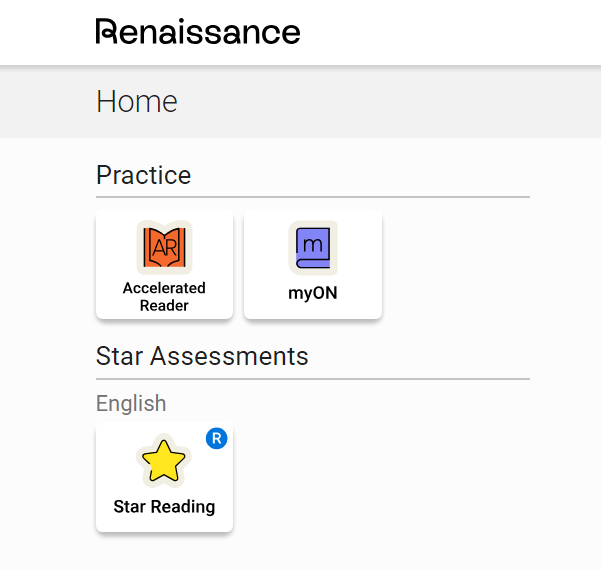 Renaissance
Home
Practice
AR
Accelerated
Reader
m
myON
Star Assessments
English
R
Star Reading